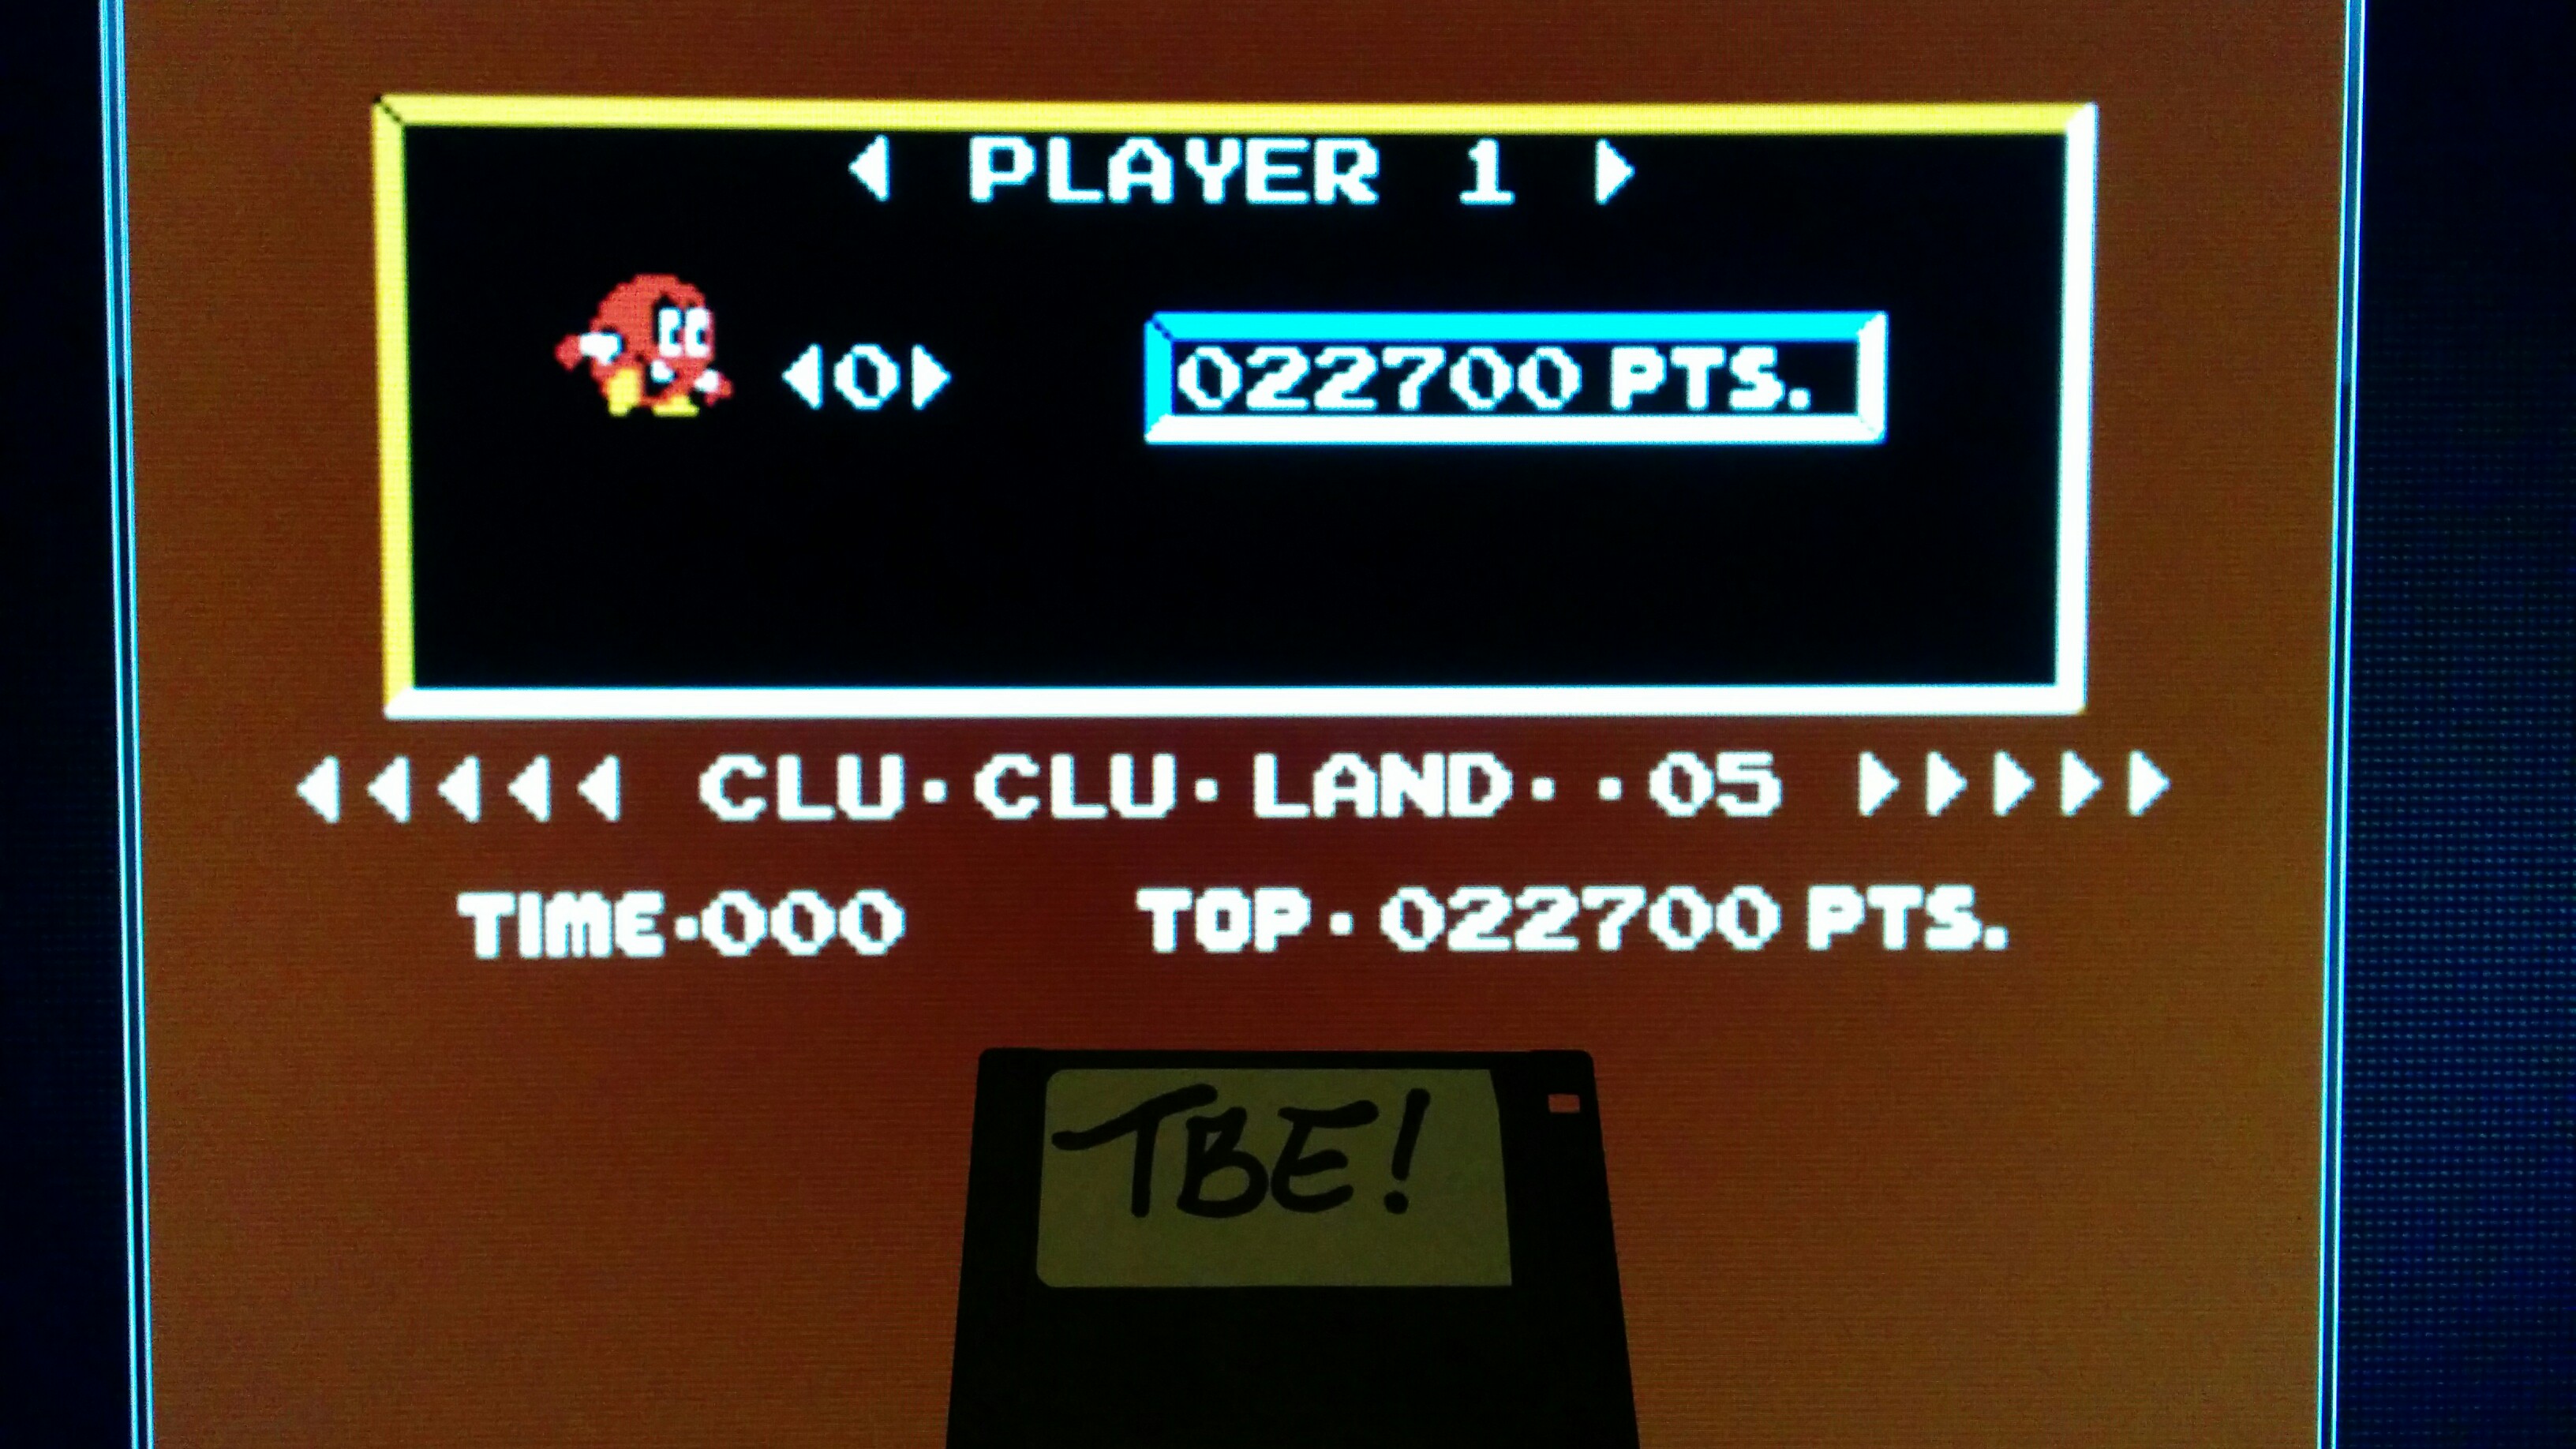 ◀ PLAYER 1 ▶
◀0▶ 022700 PTS.
◀◀◀◀◀ CLU·CLU·LAND··05 ▶▶▶▶▶
TIME·000 TOP·022700 PTS.
TBE!